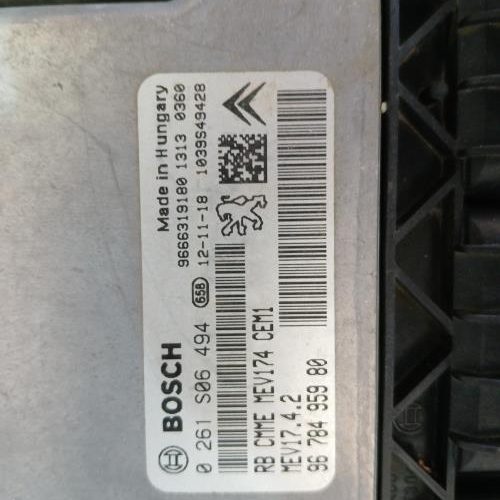 BOSCH
Made in Hungary
0 261 S06 494 658 9666319180 1313 0360
12-11-18 1039S49428
RB CMME MEV174 CEM1
MEV17.4.2
96 784 959 80